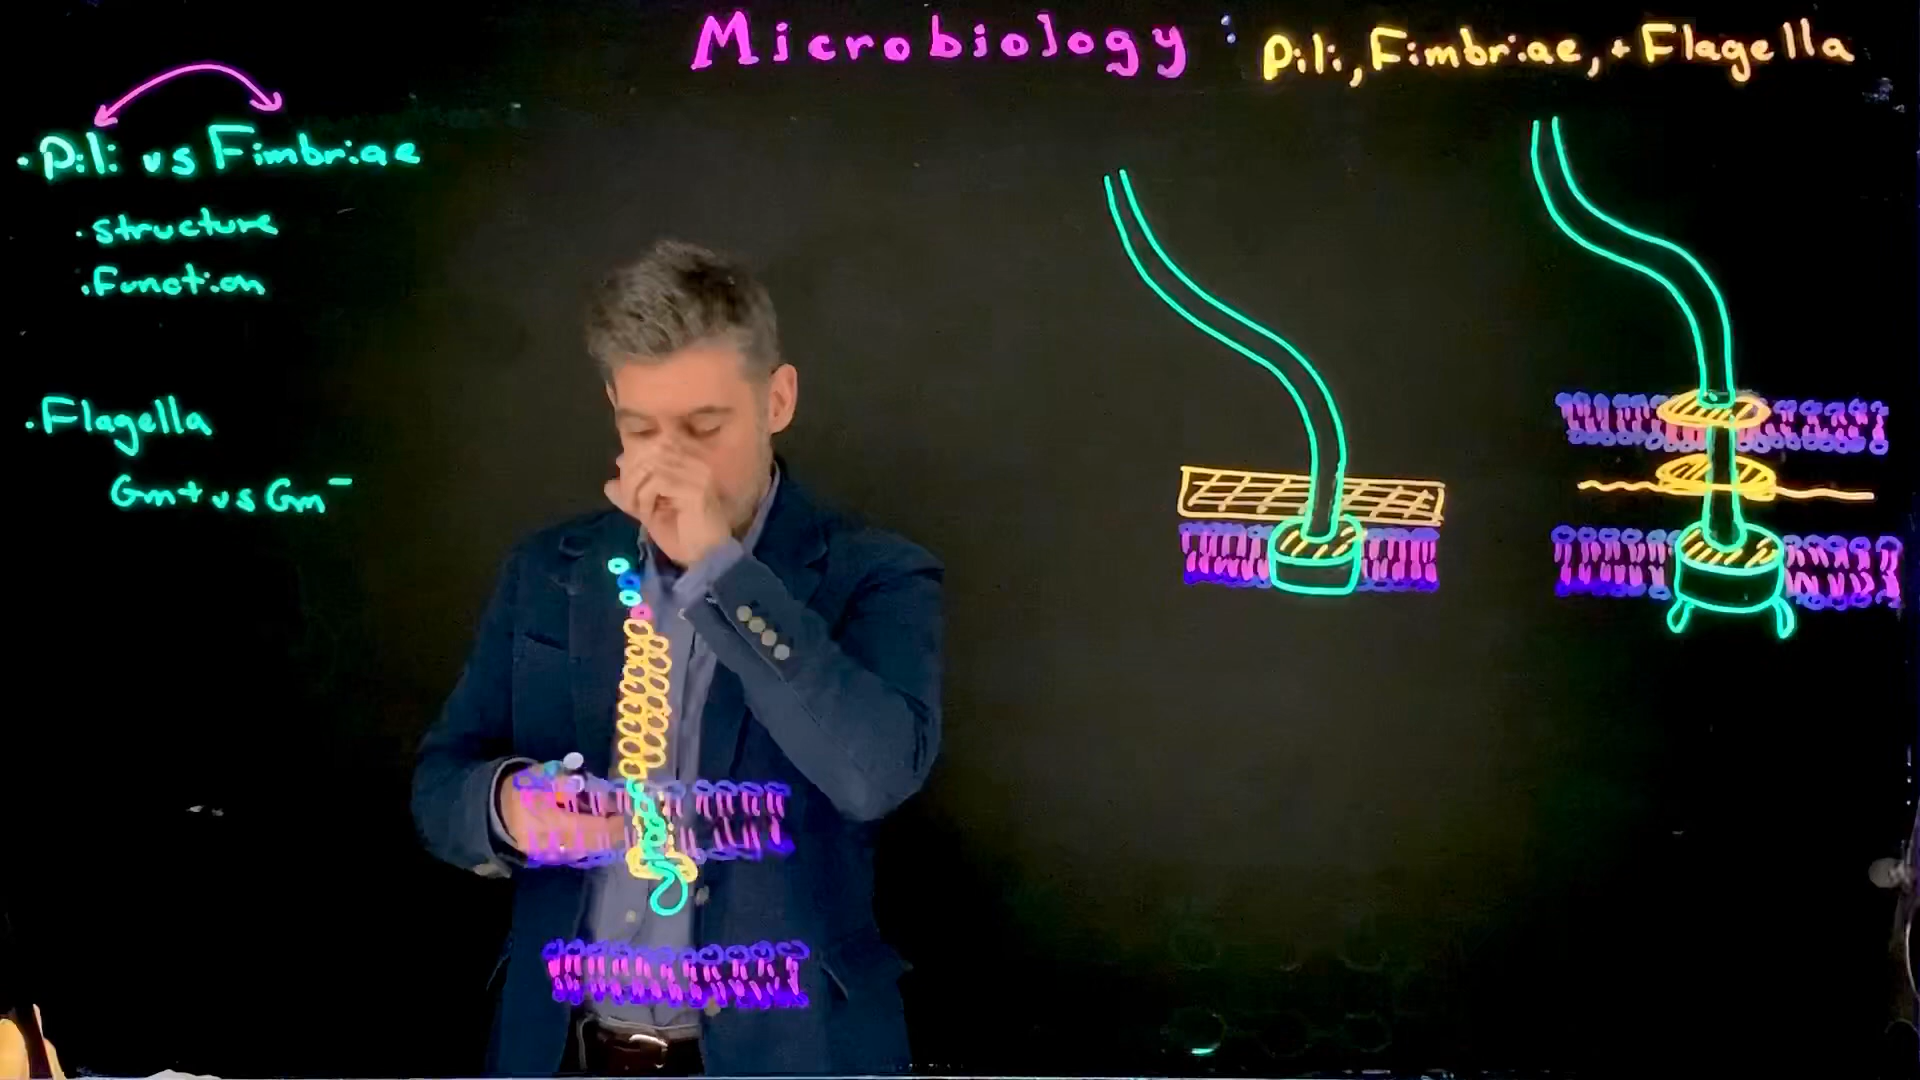 Microbiology: Pili, Fimbriae, + Flagella
• Pili vs Fimbriae
• structure
• Function
• Flagella
Gm+ vs Gm-